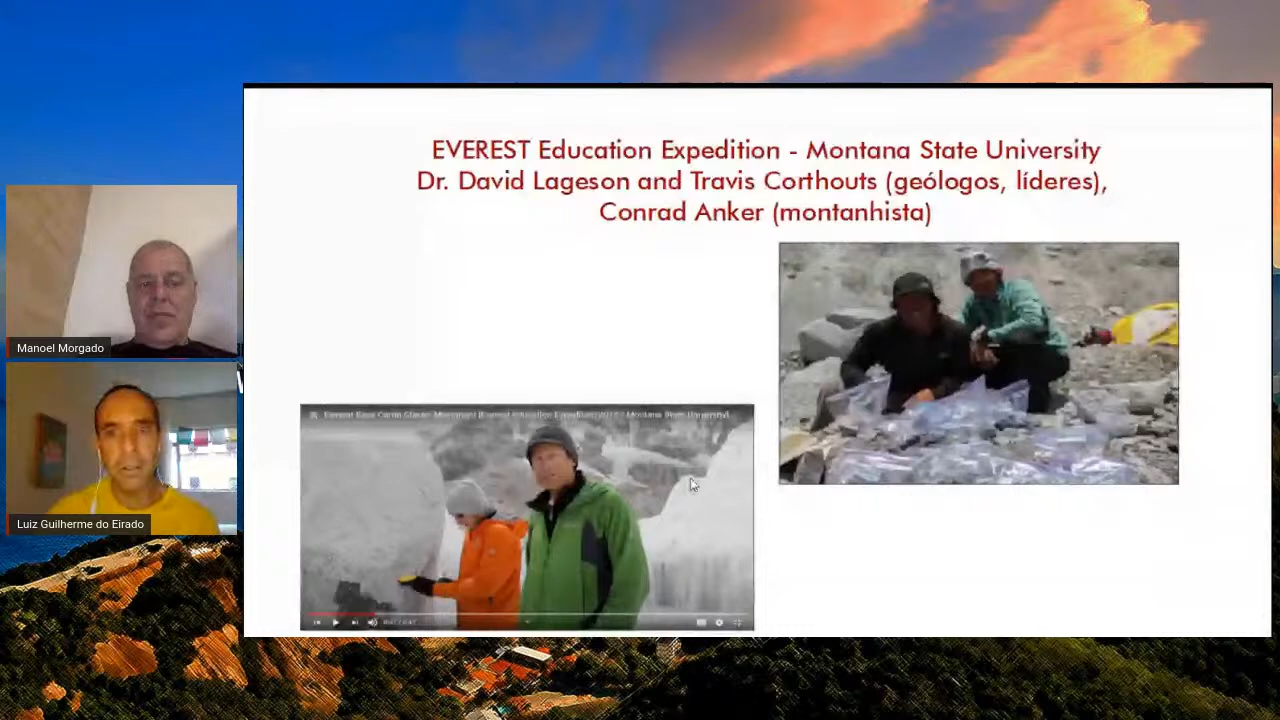 EVEREST Education Expedition - Montana State University
Dr. David Lageson and Travis Corthouts (geólogos, líderes),
Conrad Anker (montanhista)
Manoel Morgado
Luiz Guilherme do Eirado